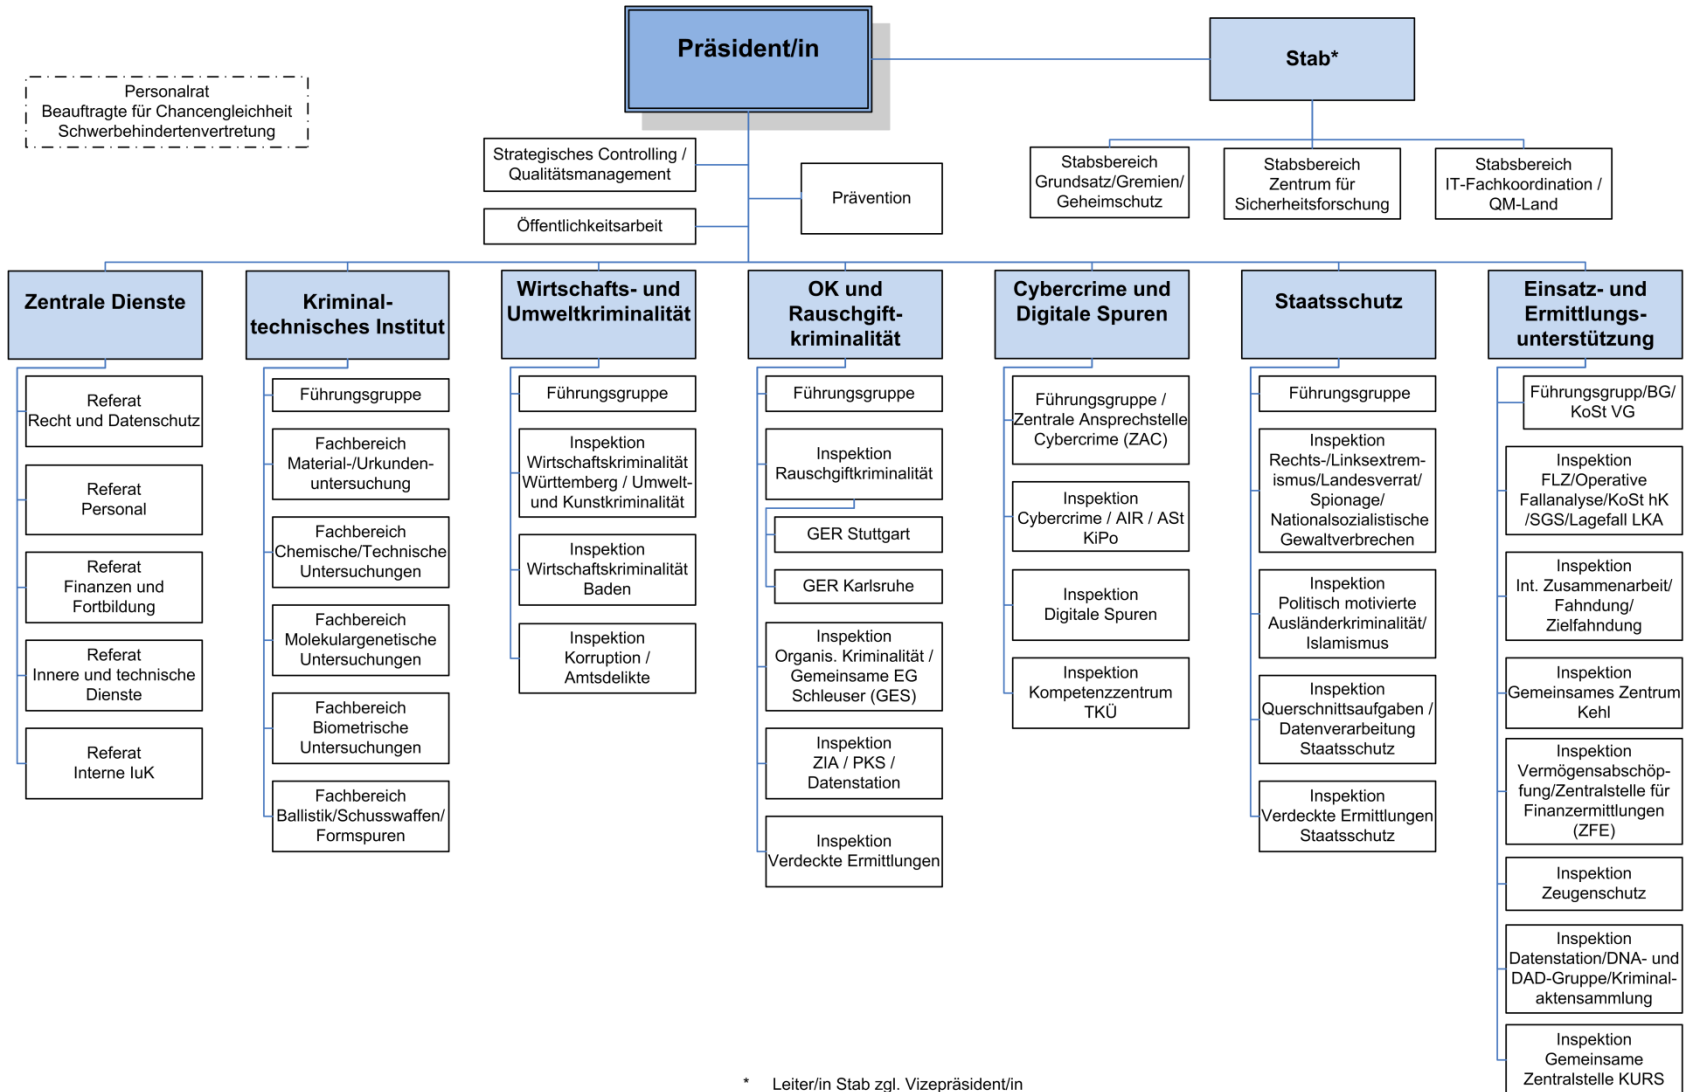 Präsident/in
Stab*
Personalrat
Beauftragte für Chancengleichheit
Schwerbehindertenvertretung
Strategisches Controlling /
Qualitätsmanagement
Öffentlichkeitsarbeit
Prävention
Stabsbereich
Grundsatz/Gremien/
Geheimschutz
Stabsbereich
Zentrum für
Sicherheitsforschung
Stabsbereich
IT-Fachkoordination /
QM-Land
Zentrale Dienste
Referat
Recht und Datenschutz
Referat
Personal
Referat
Finanzen und
Fortbildung
Referat
Innere und technische
Dienste
Referat
Interne IuK
Kriminal-
technisches Institut
Führungsgruppe
Fachbereich
Material-/Urkunden-
untersuchung
Fachbereich
Chemische/Technische
Untersuchungen
Fachbereich
Molekulargenetische
Untersuchungen
Fachbereich
Biometrische
Untersuchungen
Fachbereich
Ballistik/Schusswaffen/
Formspuren
Wirtschafts- und
Umweltkriminalität
Führungsgruppe
Inspektion
Wirtschaftskriminalität
Württemberg / Umwelt-
und Kunstkriminalität
Inspektion
Wirtschaftskriminalität
Baden
Inspektion
Korruption /
Amtsdelikte
OK und
Rauschgift-
kriminalität
Führungsgruppe
Inspektion
Rauschgiftkriminalität
GER Stuttgart
GER Karlsruhe
Inspektion
Organis. Kriminalität /
Gemeinsame EG
Schleuser (GES)
Inspektion
ZIA / PKS /
Datenstation
Inspektion
Verdeckte Ermittlungen
Cybercrime und
Digitale Spuren
Führungsgruppe /
Zentrale Ansprechstelle
Cybercrime (ZAC)
Inspektion
Cybercrime / AIR / ASt
KiPo
Inspektion
Digitale Spuren
Inspektion
Kompetenzzentrum
TKÜ
Staatsschutz
Führungsgruppe
Inspektion
Rechts-/Linksextrem-
ismus/Landesverrat/
Spionage/
Nationalsozialistische
Gewaltverbrechen
Inspektion
Politisch motivierte
Ausländerkriminalität/
Islamismus
Inspektion
Querschnittsaufgaben /
Datenverarbeitung
Staatsschutz
Inspektion
Verdeckte Ermittlungen
Staatsschutz
Einsatz- und
Ermittlungs-
unterstützung
Führungsgrupp/BG/
KoSt VG
Inspektion
FLZ/Operative
Fallanalyse/KoSt hK
/SGS/Lagefall LKA
Inspektion
Int. Zusammenarbeit/
Fahndung/
Zielfahndung
Inspektion
Gemeinsames Zentrum
Kehl
Inspektion
Vermögensabschöp-
fung/Zentralstelle für
Finanzermittlungen
(ZFE)
Inspektion
Zeugenschutz
Inspektion
Datenstation/DNA- und
DAD-Gruppe/Kriminal-
aktensammlung
Inspektion
Gemeinsame
Zentralstelle KURS
* Leiter/in Stab zgl. Vizepräsident/in